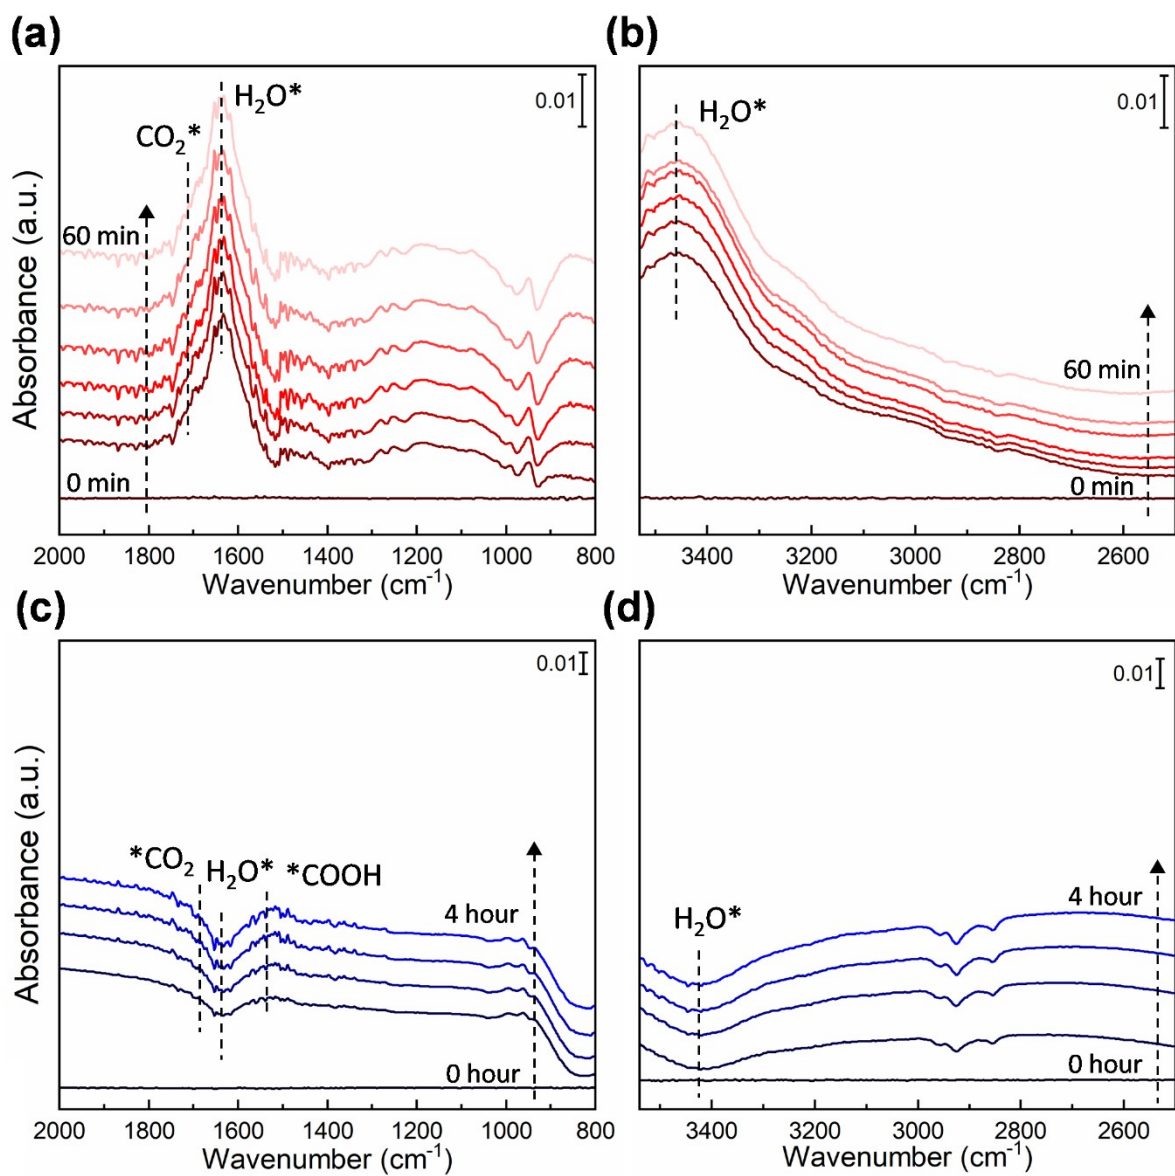 (a)
0.01
H₂O*
CO₂*
60 min
0 min
Absorbance (a.u.)
2000 1800 1600 1400 1200 1000 800
Wavenumber (cm⁻¹)
(b)
0.01
H₂O*
60 min
0 min
3400 3200 3000 2800 2600
Wavenumber (cm⁻¹)
(c)
0.01
*CO₂ H₂O* *COOH
4 hour
0 hour
Absorbance (a.u.)
2000 1800 1600 1400 1200 1000 800
Wavenumber (cm⁻¹)
(d)
0.01
4 hour
H₂O*
0 hour
3400 3200 3000 2800 2600
Wavenumber (cm⁻¹)